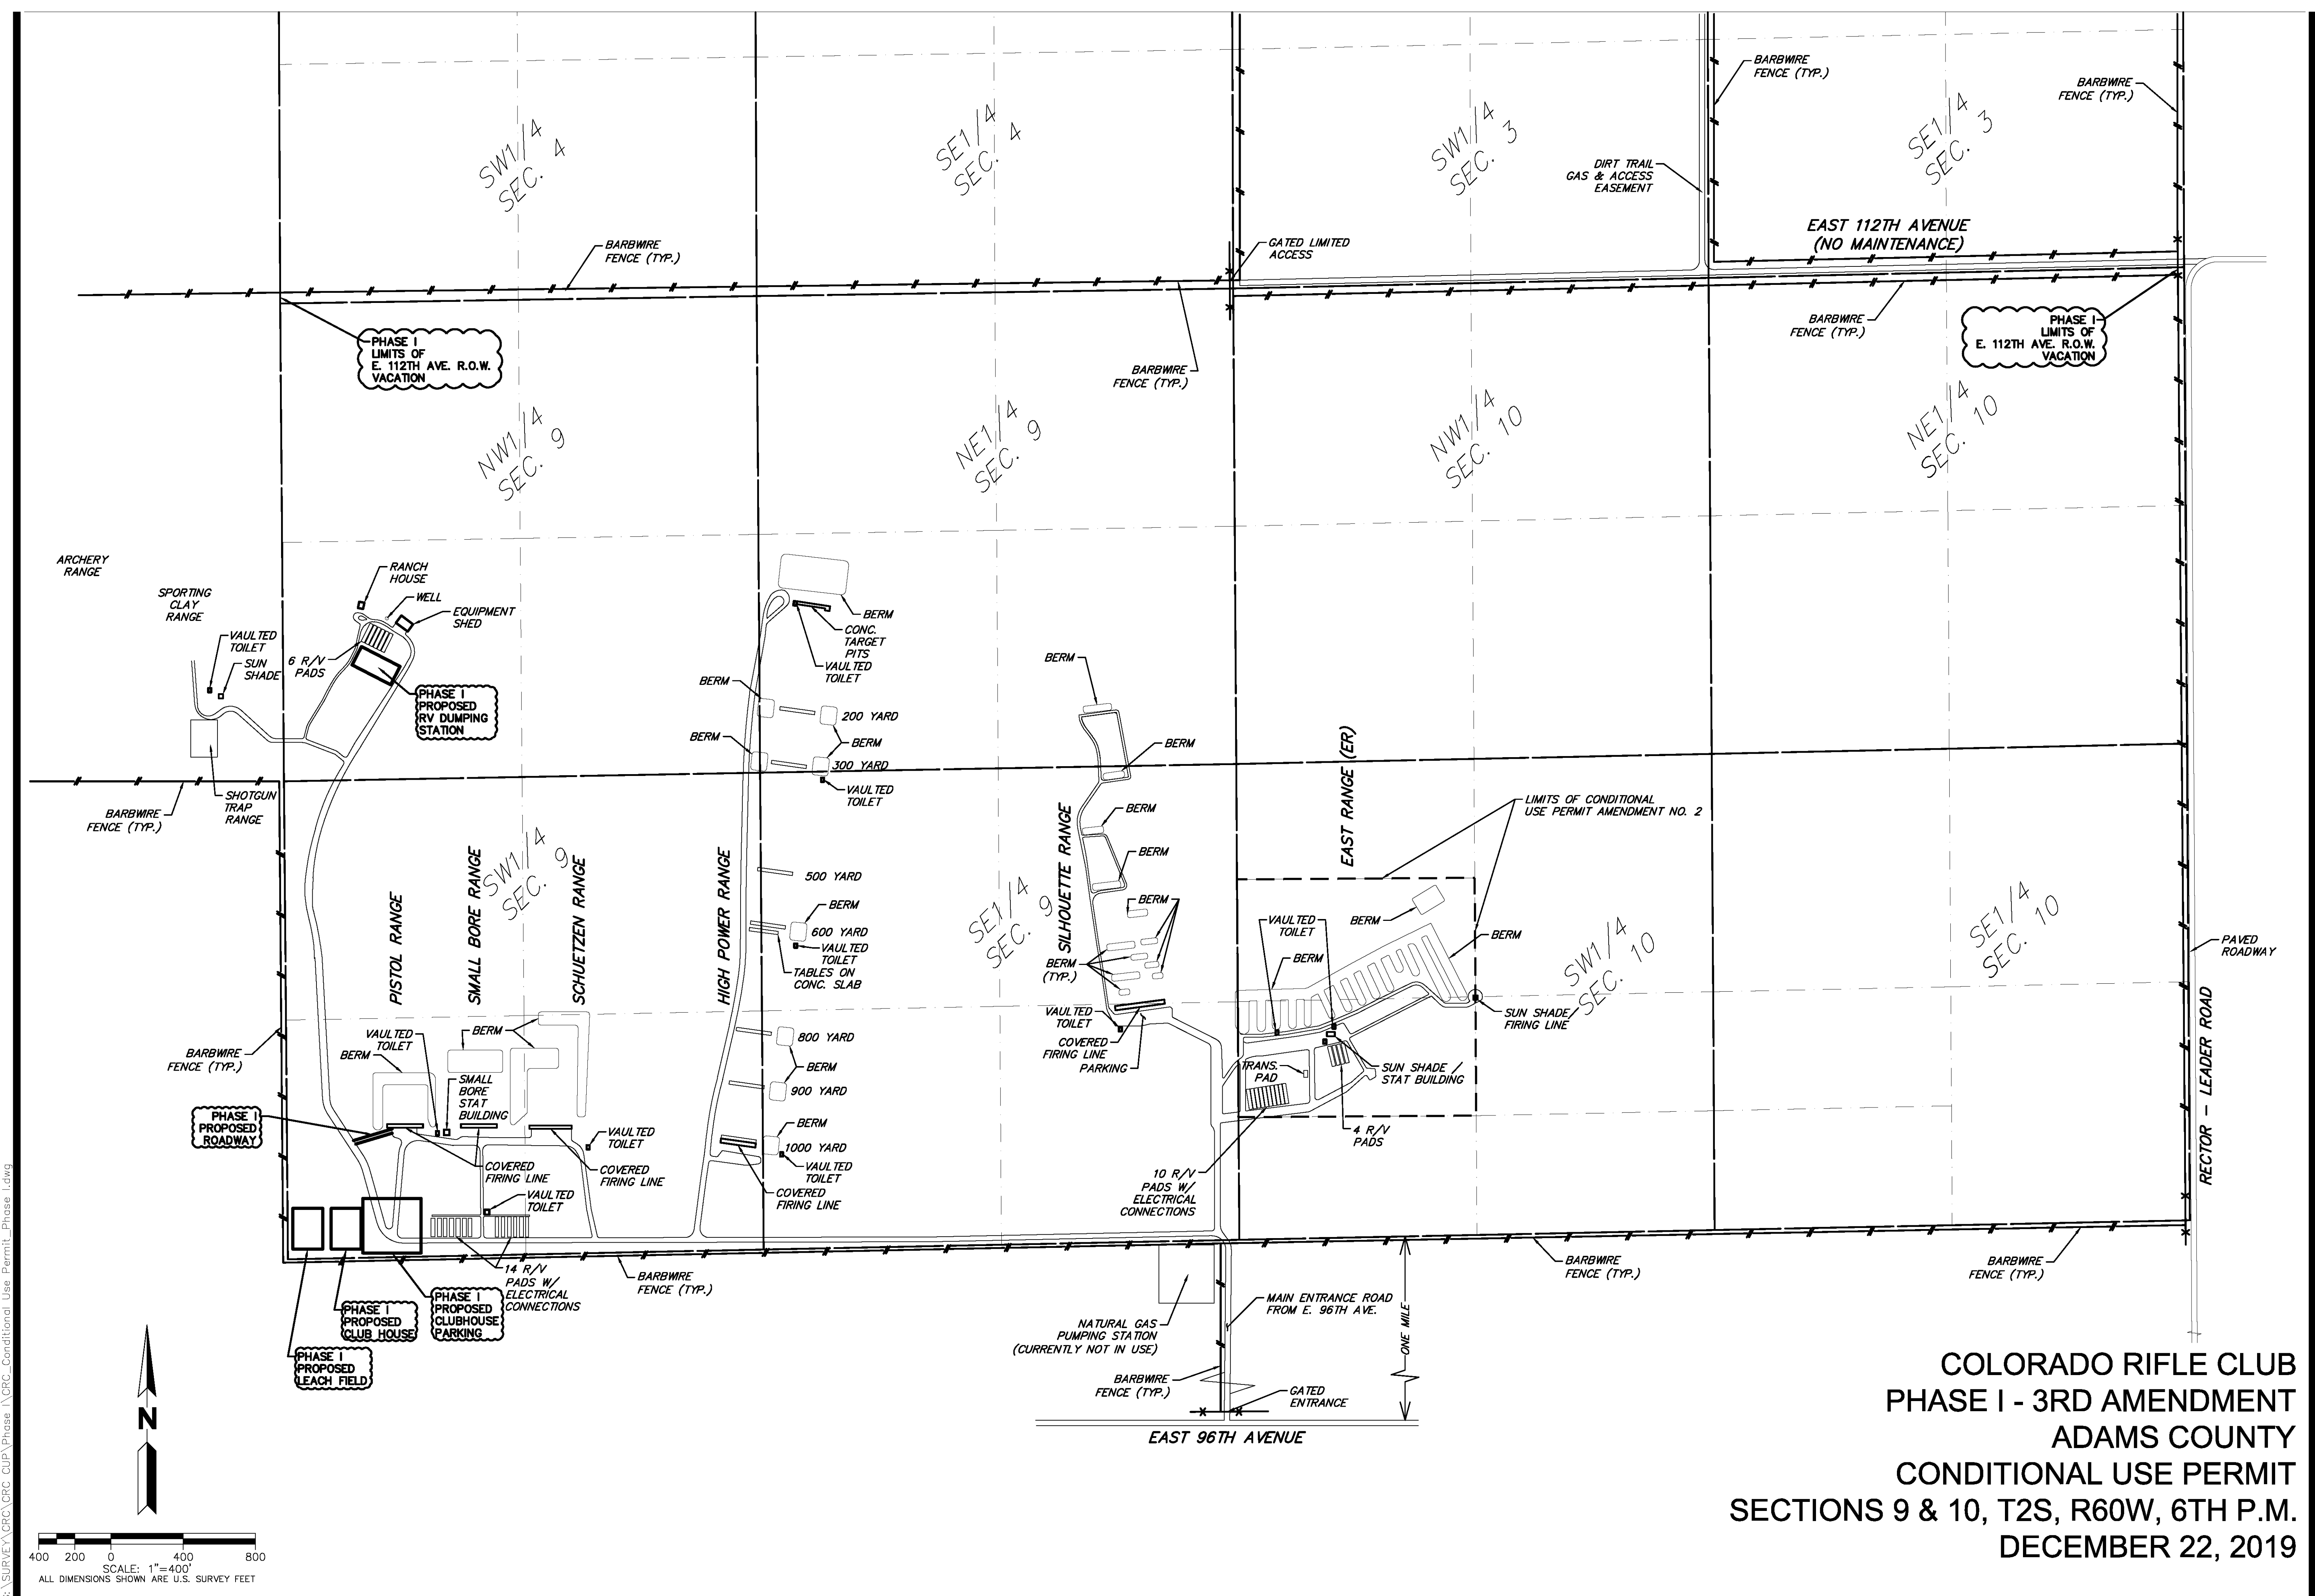 SW1/4
SEC. 4
SE1/4
SEC. 4
SW1/4
SEC. 3
SE1/4
SEC. 3
BARBWIRE
FENCE (TYP.)
BARBWIRE
FENCE (TYP.)
DIRT TRAIL
GAS & ACCESS
EASEMENT
EAST 112TH AVENUE
(NO MAINTENANCE)
BARBWIRE
FENCE (TYP.)
GATED LIMITED
ACCESS
PHASE I
LIMITS OF
E. 112TH AVE. R.O.W.
VACATION
BARBWIRE
FENCE (TYP.)
BARBWIRE
FENCE (TYP.)
PHASE I
LIMITS OF
E. 112TH AVE. R.O.W.
VACATION
NW1/4
SEC. 9
NE1/4
SEC. 9
NW1/4
SEC. 10
NE1/4
SEC. 10
ARCHERY
RANGE
SPORTING
CLAY
RANGE
VAULTED
TOILET
SUN
SHADE
6 R/V
PADS
RANCH
HOUSE
WELL
EQUIPMENT
SHED
PHASE I
PROPOSED
RV DUMPING
STATION
BARBWIRE
FENCE (TYP.)
SHOTGUN
TRAP
RANGE
BERM
CONC.
TARGET
PITS
VAULTED
TOILET
BERM
200 YARD
BERM
BERM
300 YARD
VAULTED
TOILET
500 YARD
BERM
600 YARD
VAULTED
TOILET
TABLES ON
CONC. SLAB
800 YARD
BERM
900 YARD
BERM
1000 YARD
VAULTED
TOILET
COVERED
FIRING LINE
PISTOL RANGE
SMALL BORE RANGE
SW1/4
SEC. 9
SCHUETZEN RANGE
HIGH POWER RANGE
SE1/4
SEC. 9
SILHOUETTE RANGE
EAST RANGE (ER)
BERM
BERM
BERM
BERM
BERM
BERM
(TYP.)
VAULTED
TOILET
COVERED
FIRING LINE
PARKING
LIMITS OF CONDITIONAL
USE PERMIT AMENDMENT NO. 2
VAULTED
TOILET
BERM
BERM
BERM
SW1/4
SEC. 10
SE1/4
SEC. 10
SUN SHADE/
FIRING LINE
TRANS.
PAD
SUN SHADE /
STAT BUILDING
4 R/V
PADS
10 R/V
PADS W/
ELECTRICAL
CONNECTIONS
PAVED
ROADWAY
RECTOR - LEADER ROAD
BARBWIRE
FENCE (TYP.)
VAULTED
TOILET
BERM
BERM
SMALL
BORE
STAT
BUILDING
PHASE I
PROPOSED
ROADWAY
COVERED
FIRING LINE
VAULTED
TOILET
COVERED
FIRING LINE
VAULTED
TOILET
14 R/V
PADS W/
ELECTRICAL
CONNECTIONS
BARBWIRE
FENCE (TYP.)
PHASE I
PROPOSED
CLUBHOUSE
PARKING
PHASE I
PROPOSED
CLUB HOUSE
PHASE I
PROPOSED
LEACH FIELD
NATURAL GAS
PUMPING STATION
(CURRENTLY NOT IN USE)
MAIN ENTRANCE ROAD
FROM E. 96TH AVE.
BARBWIRE
FENCE (TYP.)
GATED
ENTRANCE
ONE MILE
EAST 96TH AVENUE
BARBWIRE
FENCE (TYP.)
BARBWIRE
FENCE (TYP.)
N
400 200 0 400 800
SCALE: 1"=400'
ALL DIMENSIONS SHOWN ARE U.S. SURVEY FEET
:\SURVEY\CRC\CRC CUP\Phase I\CRC_Conditional Use Permit_Phase I.dwg
COLORADO RIFLE CLUB
PHASE I - 3RD AMENDMENT
ADAMS COUNTY
CONDITIONAL USE PERMIT
SECTIONS 9 & 10, T2S, R60W, 6TH P.M.
DECEMBER 22, 2019